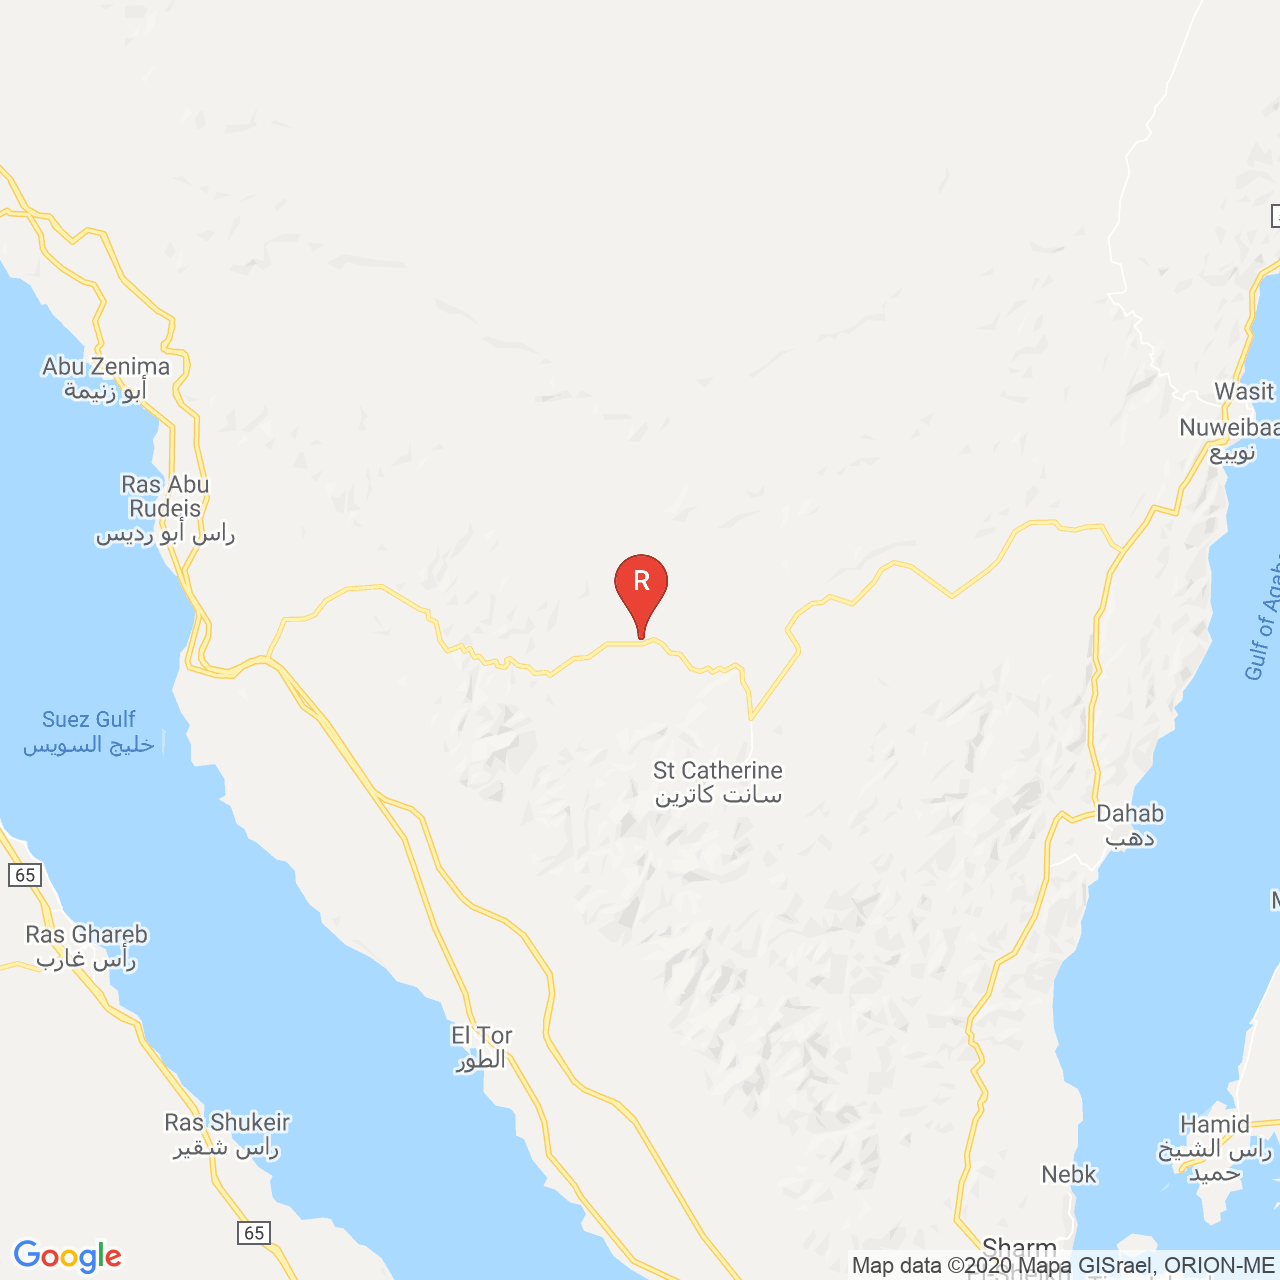 Abu Zenima
أبو زنيمة
Wasit
Nuweibaa
نويبع
Ras Abu
Rudeis
راس أبو رديس
R
Gulf of Aqaba
Suez Gulf
خليج السويس
St Catherine
سانت كاترين
Dahab
دهب
65
M
Ras Ghareb
رأس غارب
El Tor
الطور
Ras Shukeir
راس شقير
Hamid
راس الشيخ
حميد
Nebk
65
Sharm
El-Sheikh
Google
Map data ©2020 Mapa GISrael, ORION-ME